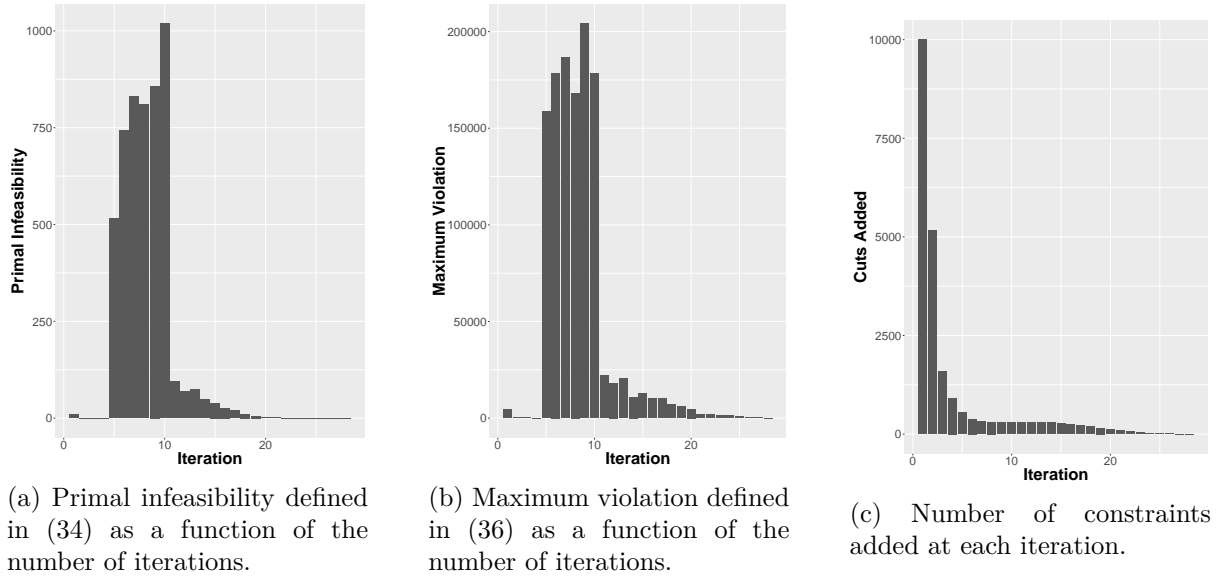 1000
750
500
250
0
Primal Infeasibility
0
10
20
Iteration
200000
150000
100000
50000
0
Maximum Violation
0
10
20
Iteration
10000
7500
5000
2500
0
Cuts Added
0
10
20
Iteration
(a) Primal infeasibility defined
in (34) as a function of the
number of iterations.
(b) Maximum violation defined
in (36) as a function of the
number of iterations.
(c) Number of constraints
added at each iteration.